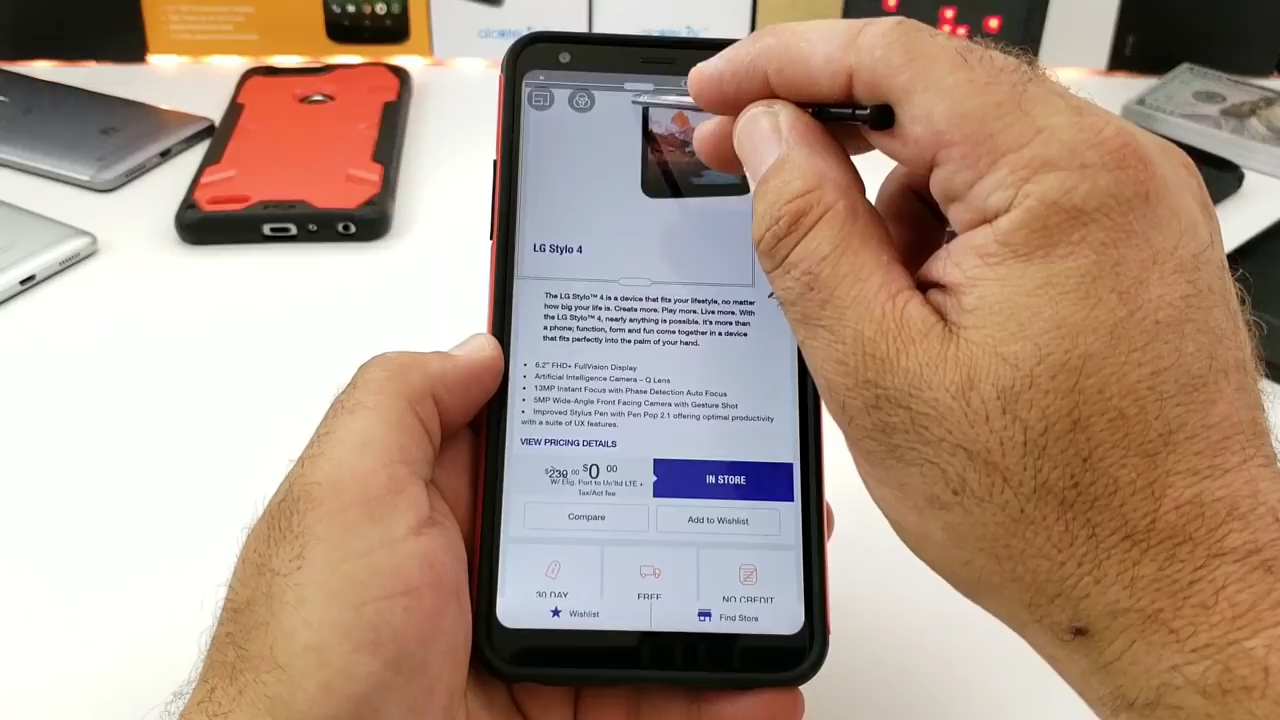 alcatel
LG Stylo 4
The LG Stylo™ 4 is a device that fits your lifestyle, no matter
how big your life is. Create more. Play more. Live more. With
the LG Stylo™ 4, nearly anything is possible. It's more than
a phone; function, form and fun come together in a device
that fits perfectly into the palm of your hand.
• 6.2" FHD+ FullVision Display
• Artificial Intelligence Camera – Q Lens
• 13MP Instant Focus with Phase Detection Auto Focus
• 5MP Wide-Angle Front Facing Camera with Gesture Shot
• Improved Stylus Pen with Pen Pop 2.1 offering optimal productivity
with a suite of UX features.
VIEW PRICING DETAILS
$239 00 $0 00
W/ Elig. Port to Un'ltd LTE +
Tax/Act fee
IN STORE
Compare
Add to Wishlist
30 DAY
FREE
NO CREDIT
Wishlist
Find Store